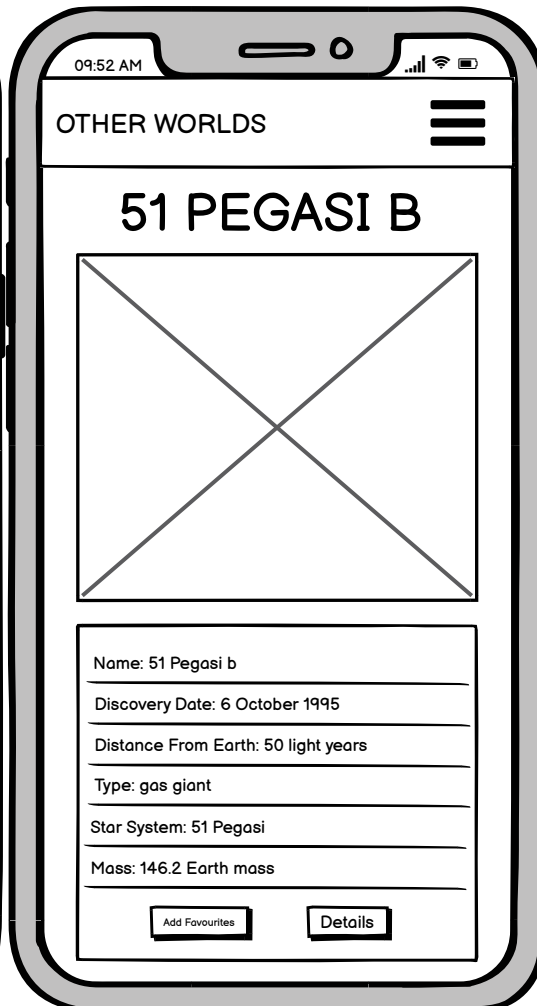 09:52 AM
OTHER WORLDS
51 PEGASI B
Name: 51 Pegasi b
Discovery Date: 6 October 1995
Distance From Earth: 50 light years
Type: gas giant
Star System: 51 Pegasi
Mass: 146.2 Earth mass
Add Favourites
Details